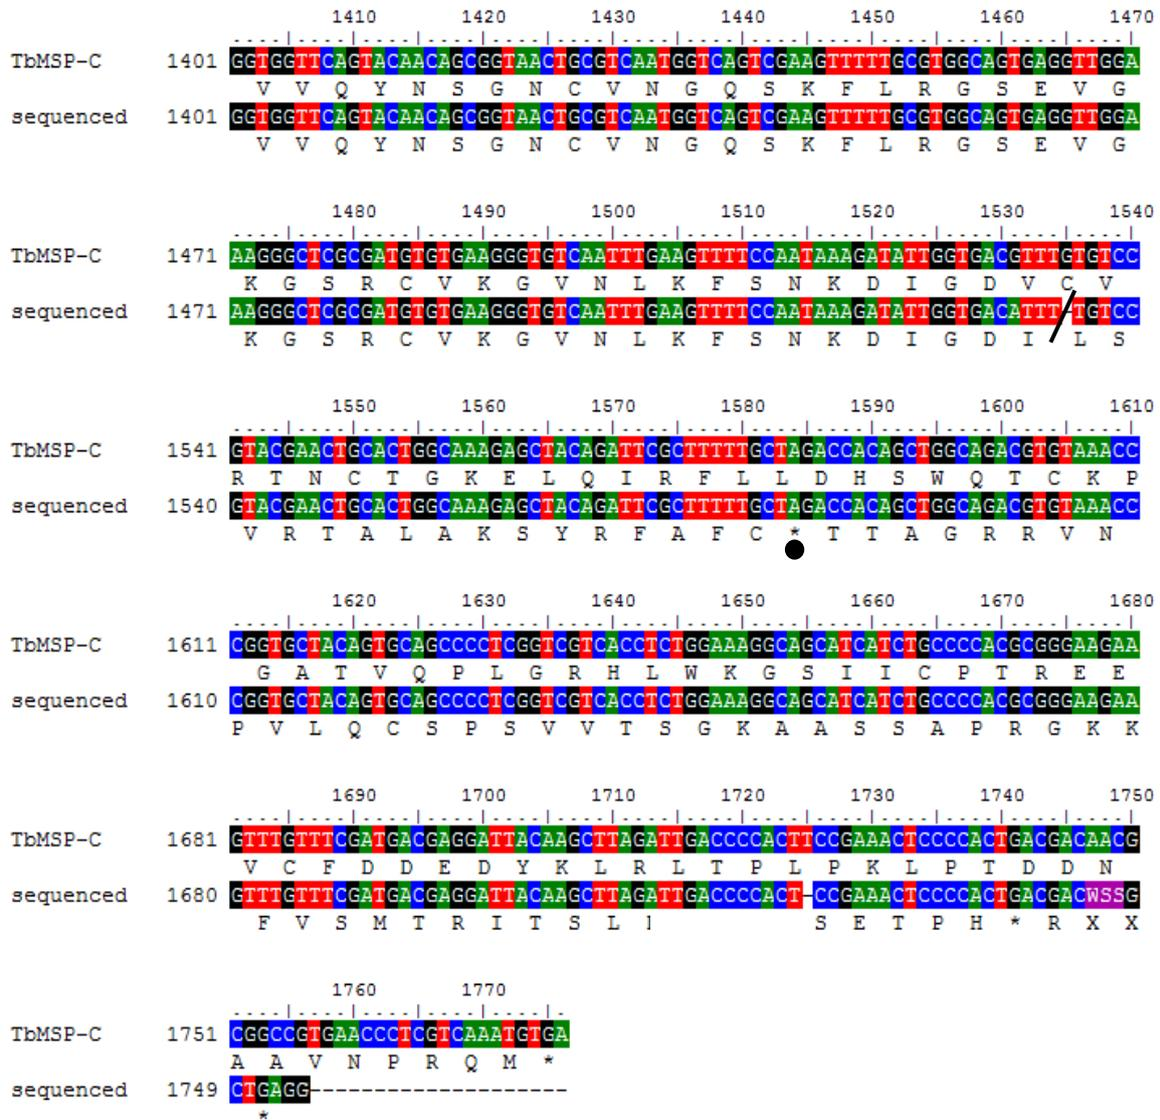 1410 1420 1430 1440 1450 1460 1470
TbMSP-C 1401 GGTGGTTCAGTACAACAGCGGTAACTGCGTCAATGGTCAGTCGAAGTTTTTGCGTGGCAGTGAGGTTGGA
V V Q Y N S G N C V N G Q S K F L R G S E V G
sequenced 1401 GGTGGTTCAGTACAACAGCGGTAACTGCGTCAATGGTCAGTCGAAGTTTTTGCGTGGCAGTGAGGTTGGA
V V Q Y N S G N C V N G Q S K F L R G S E V G
1480 1490 1500 1510 1520 1530 1540
TbMSP-C 1471 AAGGGCTCGCGATGTGTGAAGGGTGTCAATTTGAAGTTTTCCAATAAAGATATTGGTGACGTTTGTGTCC
K G S R C V K G V N L K F S N K D I G D V C V
sequenced 1471 AAGGGCTCGCGATGTGTGAAGGGTGTCAATTTGAAGTTTTCCAATAAAGATATTGGTGACATTT-TGTCC
K G S R C V K G V N L K F S N K D I G D I L S
1550 1560 1570 1580 1590 1600 1610
TbMSP-C 1541 GTACGAACTGCACTGGCAAAGAGCTACAGATTCGCTTTTTGCTAGACCACAGCTGGCAGACGTGTAAACC
R T N C T G K E L Q I R F L L D H S W Q T C K P
sequenced 1540 GTACGAACTGCACTGGCAAAGAGCTACAGATTCGCTTTTTGCTAGACCACAGCTGGCAGACGTGTAAACC
V R T A L A K S Y R F A F C * T T A G R R V N
1620 1630 1640 1650 1660 1670 1680
TbMSP-C 1611 CGGTGCTACAGTGCAGCCCCTCGGTCGTCACCTCTGGAAAGGCAGCATCATCTGCCCCACGCGGGAAGAA
G A T V Q P L G R H L W K G S I I C P T R E E
sequenced 1610 CGGTGCTACAGTGCAGCCCCTCGGTCGTCACCTCTGGAAAGGCAGCATCATCTGCCCCACGCGGGAAGAA
P V L Q C S P S V V T S G K A A S S A P R G K K
1690 1700 1710 1720 1730 1740 1750
TbMSP-C 1681 GTTTGTTTCGATGACGAGGATTACAAGCTTAGATTGACCCCACTTCCGAAACTCCCCACTGACGACAACG
V C F D D E D Y K L R L T P L P K L P T D D N
sequenced 1680 GTTTGTTTCGATGACGAGGATTACAAGCTTAGATTGACCCCACT-CCGAAACTCCCCACTGACGACWSSG
F V S M T R I T S L S E T P H * R X X
1760 1770
TbMSP-C 1751 CGGCCGTGAACCCTCGTCAAATGTGA
A A V N P R Q M *
sequenced 1749 CTGAGG--------------------
*